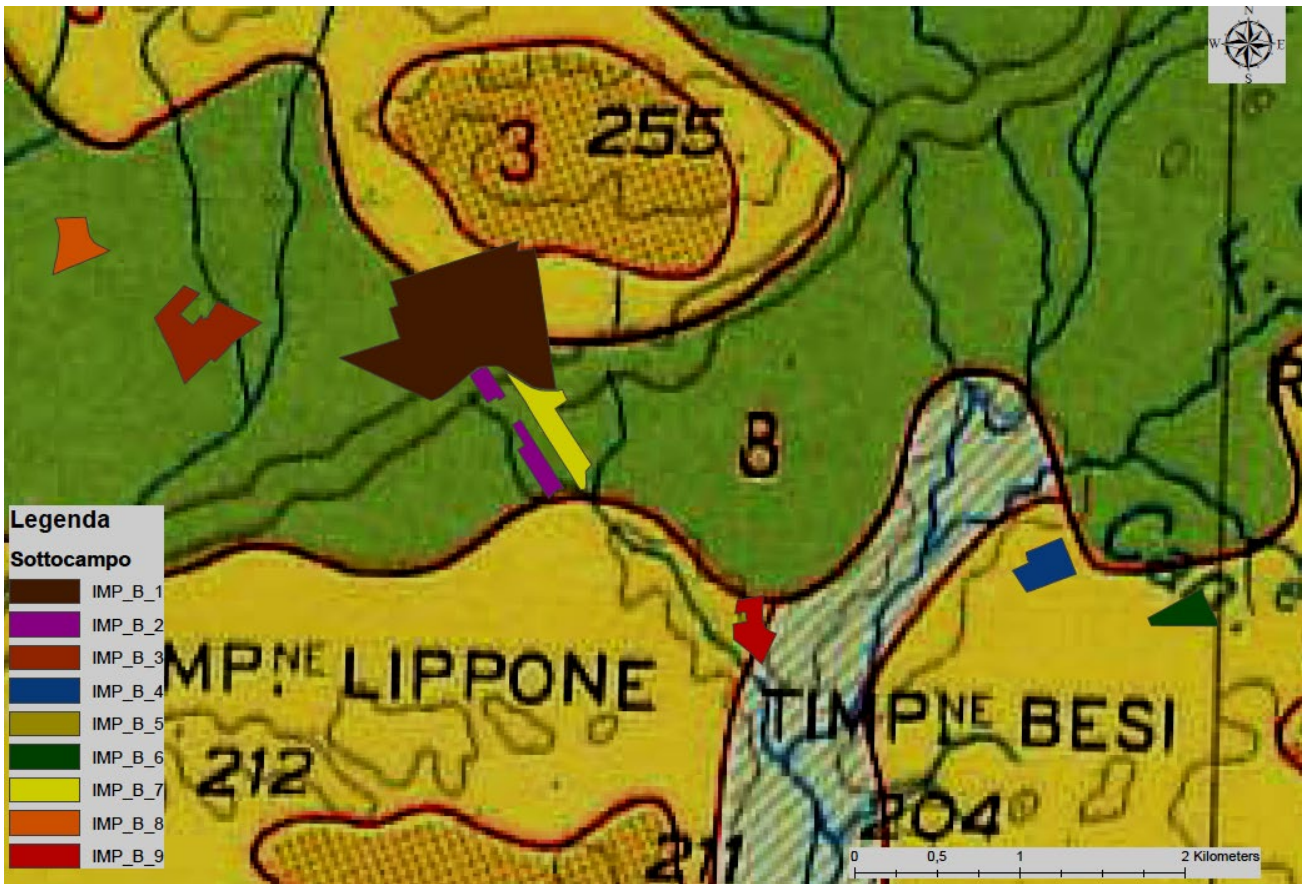 N
W E
S
3 255
F.
8
C
Legenda
Sottocampo
IMP_B_1
IMP_B_2
IMP_B_3
IMP_B_4
IMP_B_5
IMP_B_6
IMP_B_7
IMP_B_8
IMP_B_9
MP.NE LIPPONE
TIMP.NE BESI
212
204
211
0 0,5 1 2 Kilometers